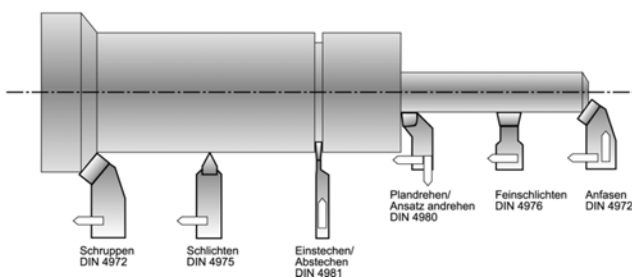 Schruppen
DIN 4972
Schlichten
DIN 4975
Einstechen/
Abstechen
DIN 4981
Plandrehen/
Ansatz andrehen
DIN 4980
Feinschlichten
DIN 4976
Anfasen
DIN 4972